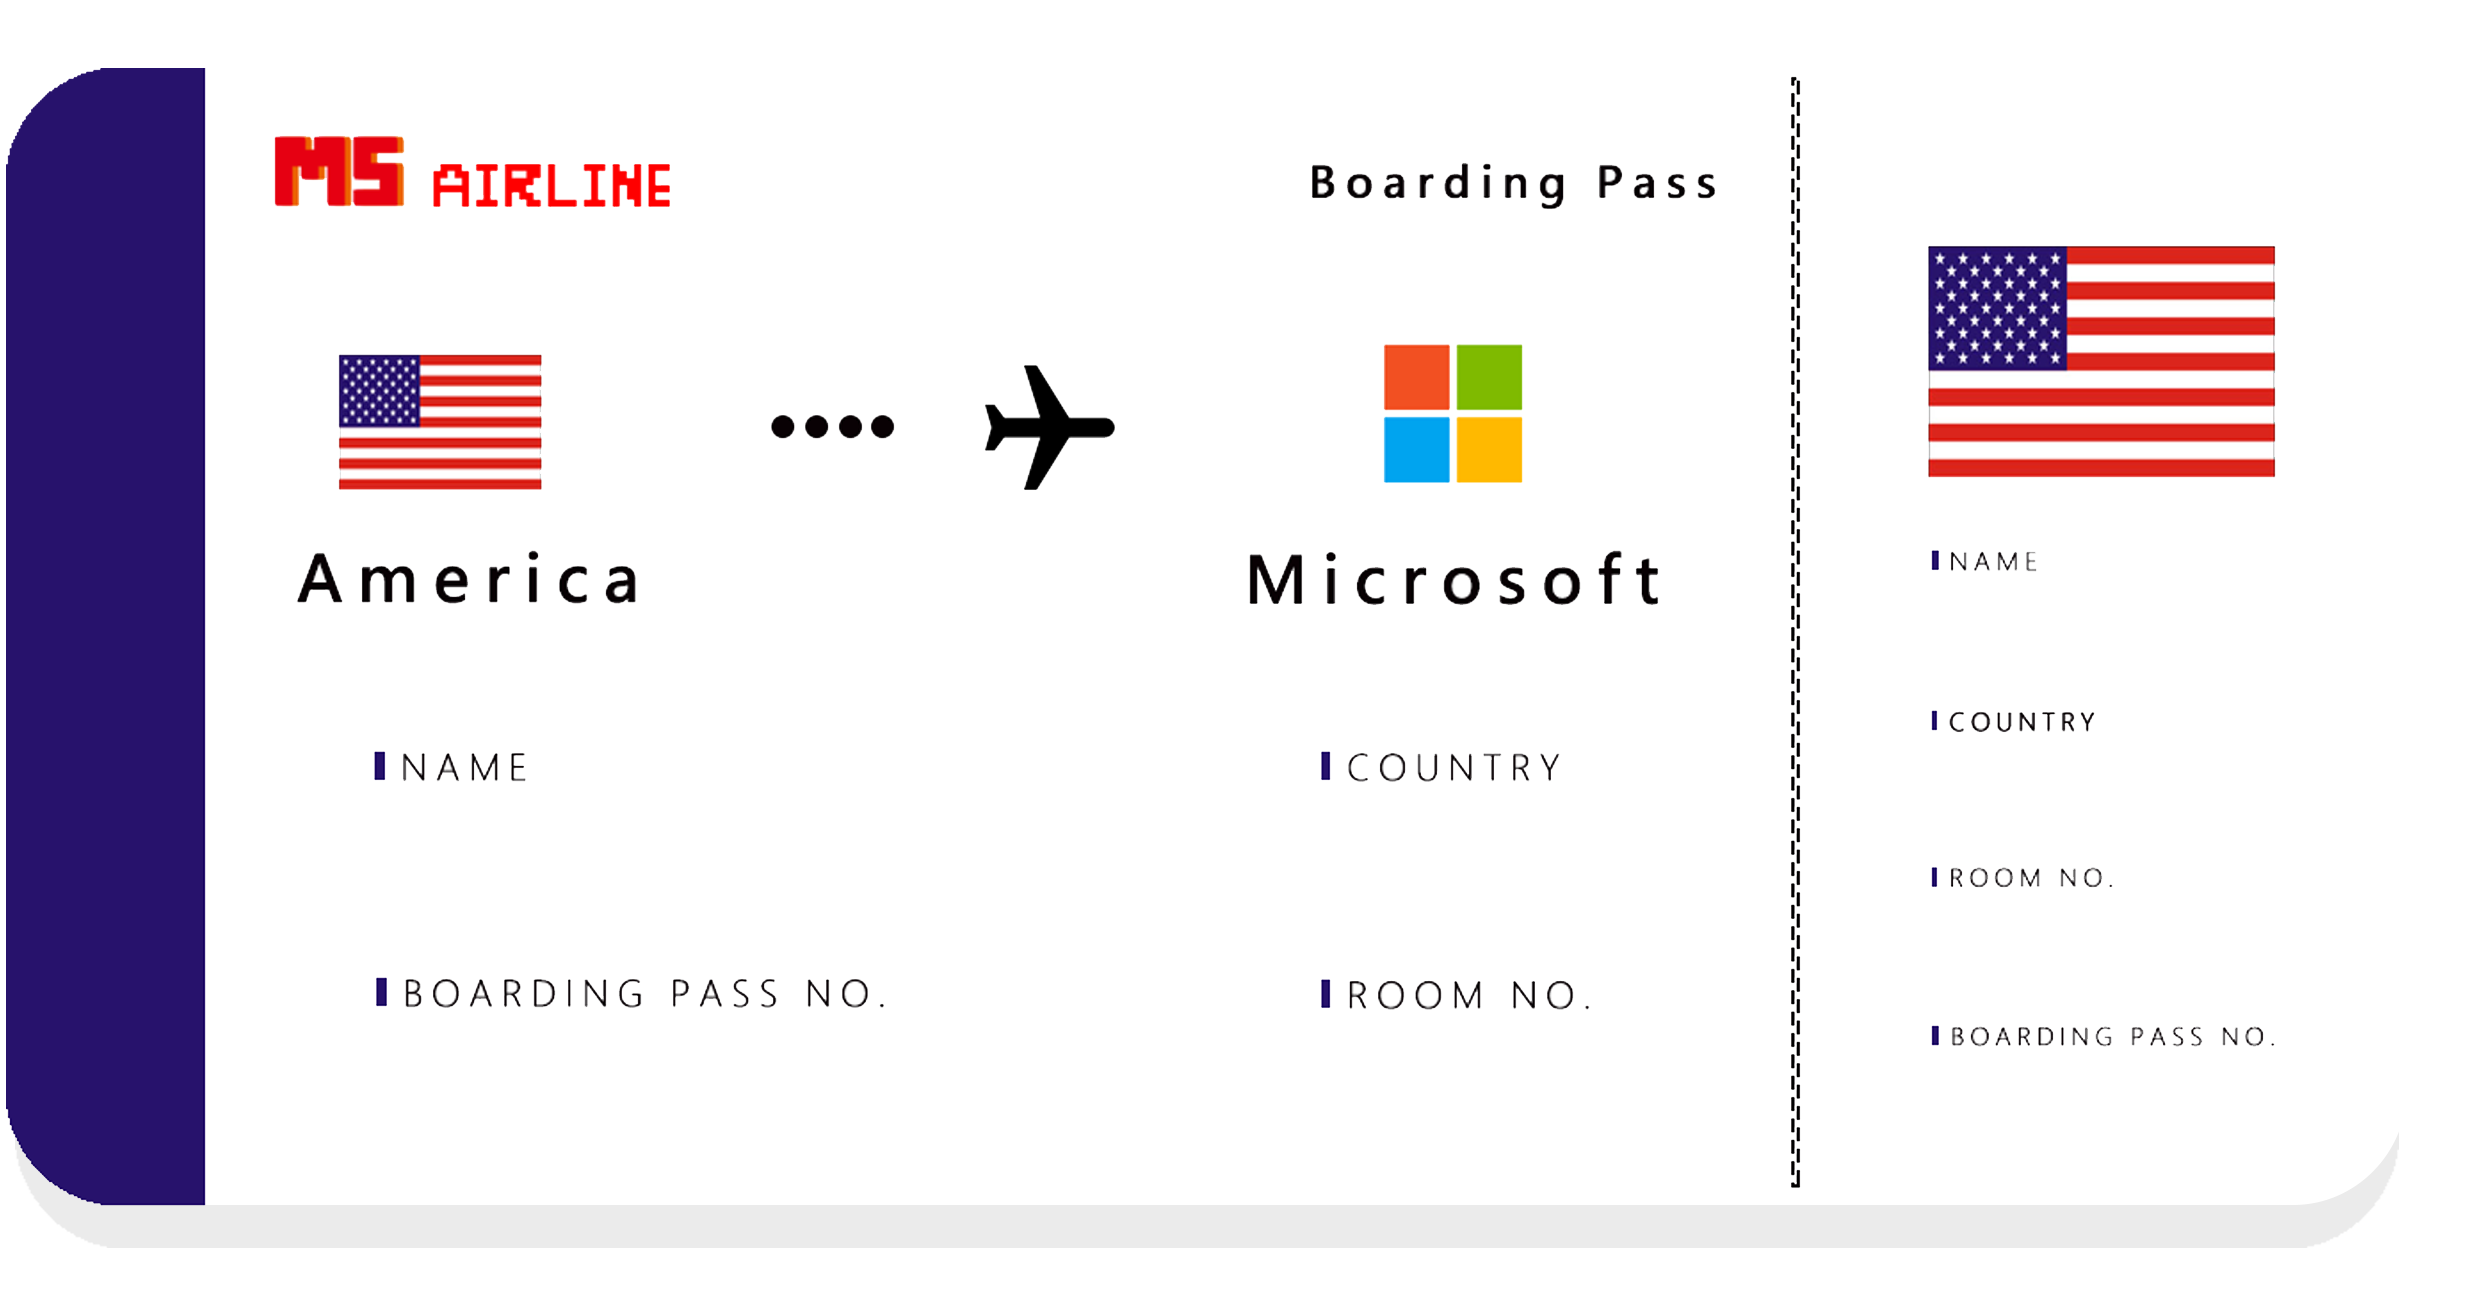 MS AIRLINE
Boarding Pass
America
Microsoft
NAME
COUNTRY
BOARDING PASS NO.
ROOM NO.
NAME
COUNTRY
ROOM NO.
BOARDING PASS NO.